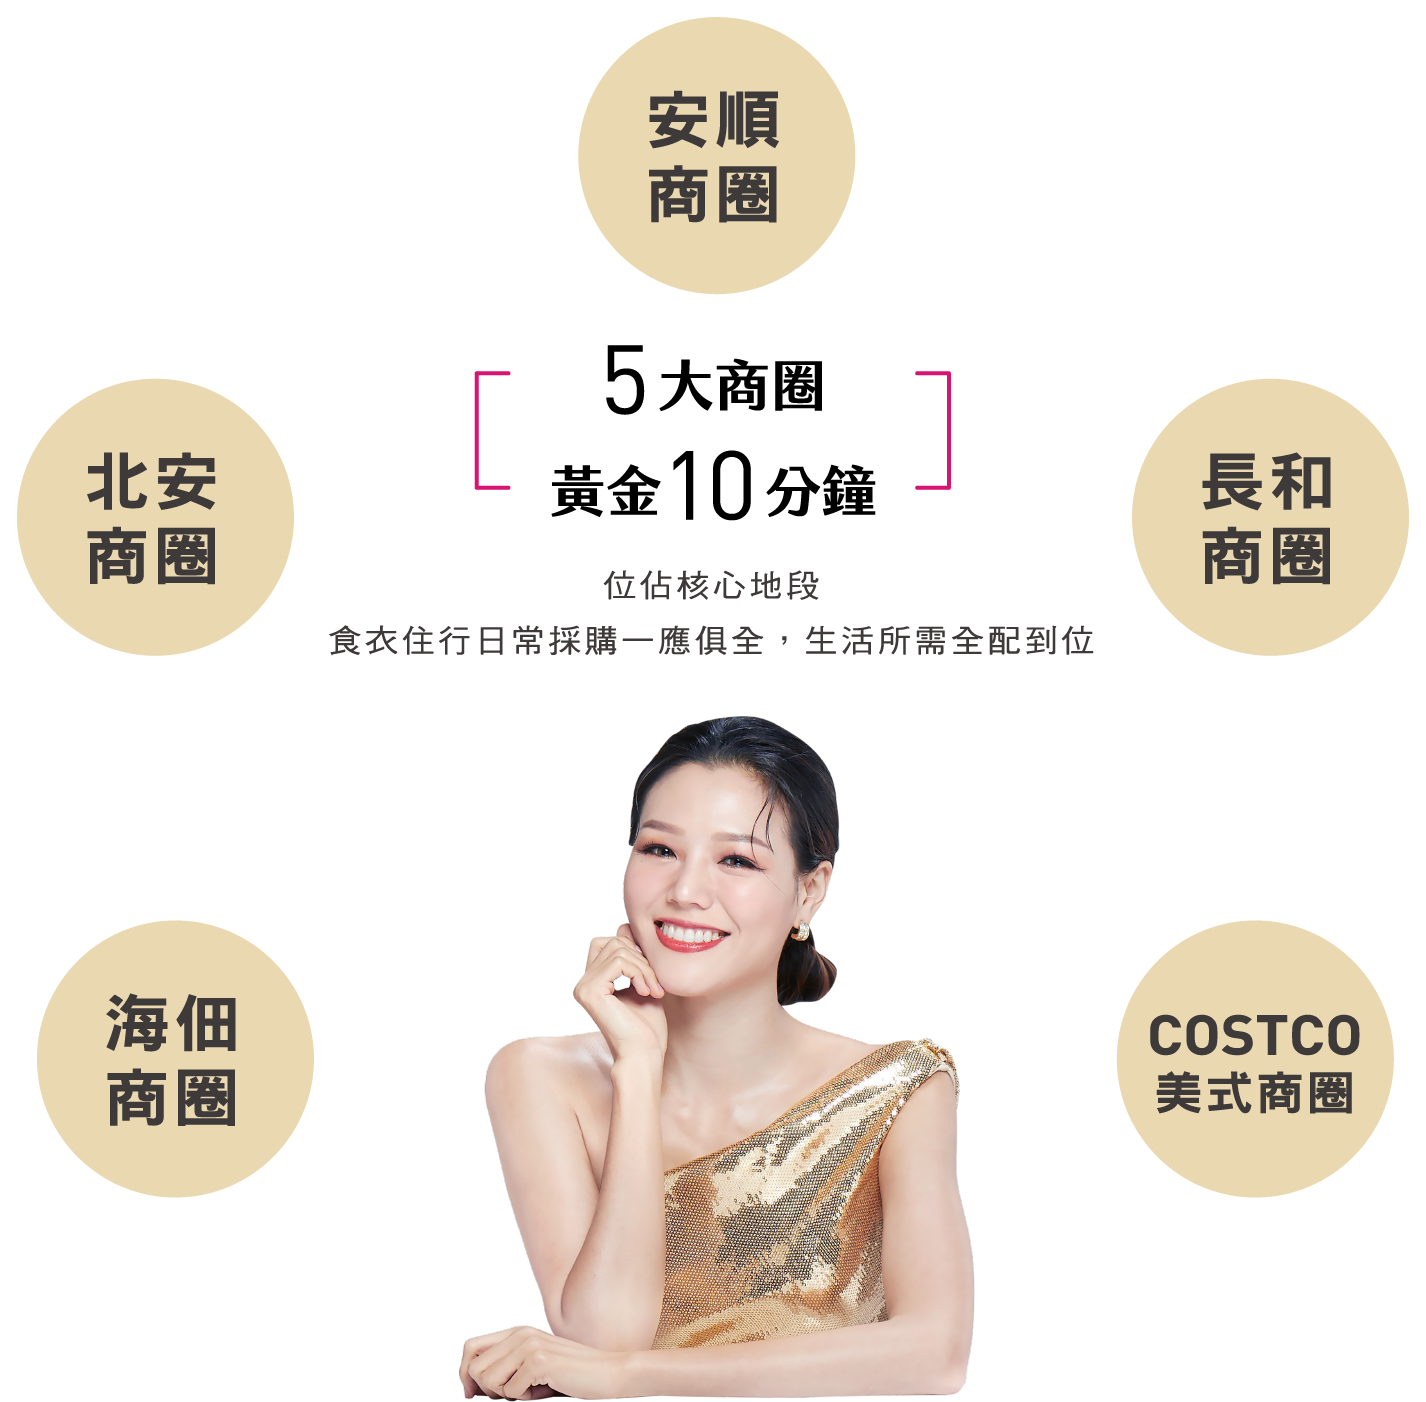 安順
商圈
5大商圈
黃金10分鐘
北安
商圈
長和
商圈
位佔核心地段
食衣住行日常採購一應俱全，生活所需全配到位
海佃
商圈
COSTCO
美式商圈